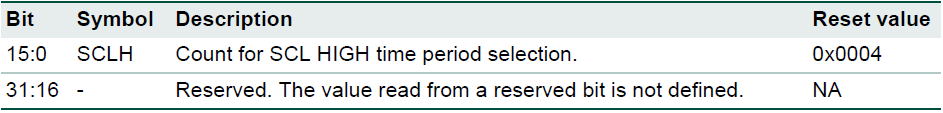 Bit Symbol Description Reset value
15:0 SCLH Count for SCL HIGH time period selection. 0x0004
31:16 - Reserved. The value read from a reserved bit is not defined. NA